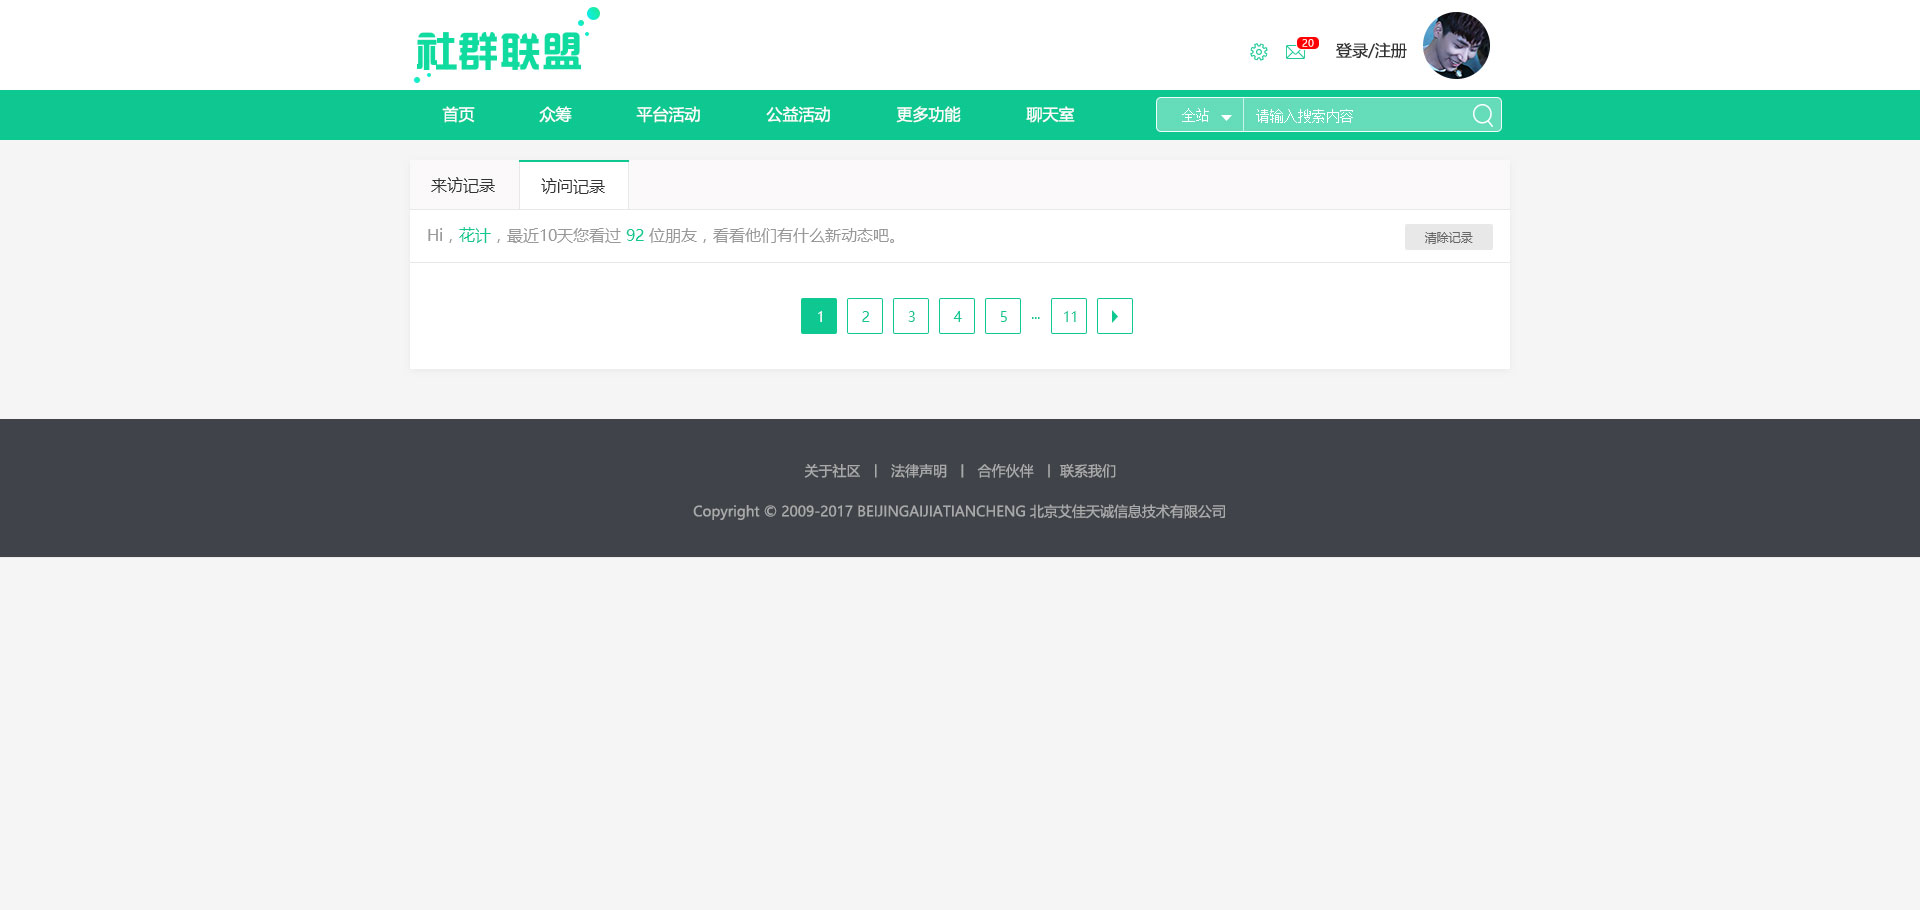 社群联盟
20
登录/注册
首页 众筹 平台活动 公益活动 更多功能 聊天室 全站 请输入搜索内容
来访记录 访问记录
Hi，花计，最近10天您看过 92 位朋友，看看他们有什么新动态吧。 清除记录
1 2 3 4 5 ... 11
关于社区 | 法律声明 | 合作伙伴 | 联系我们
Copyright © 2009-2017 BEIJINGAIJIATIANCHENG 北京艾佳天诚信息技术有限公司